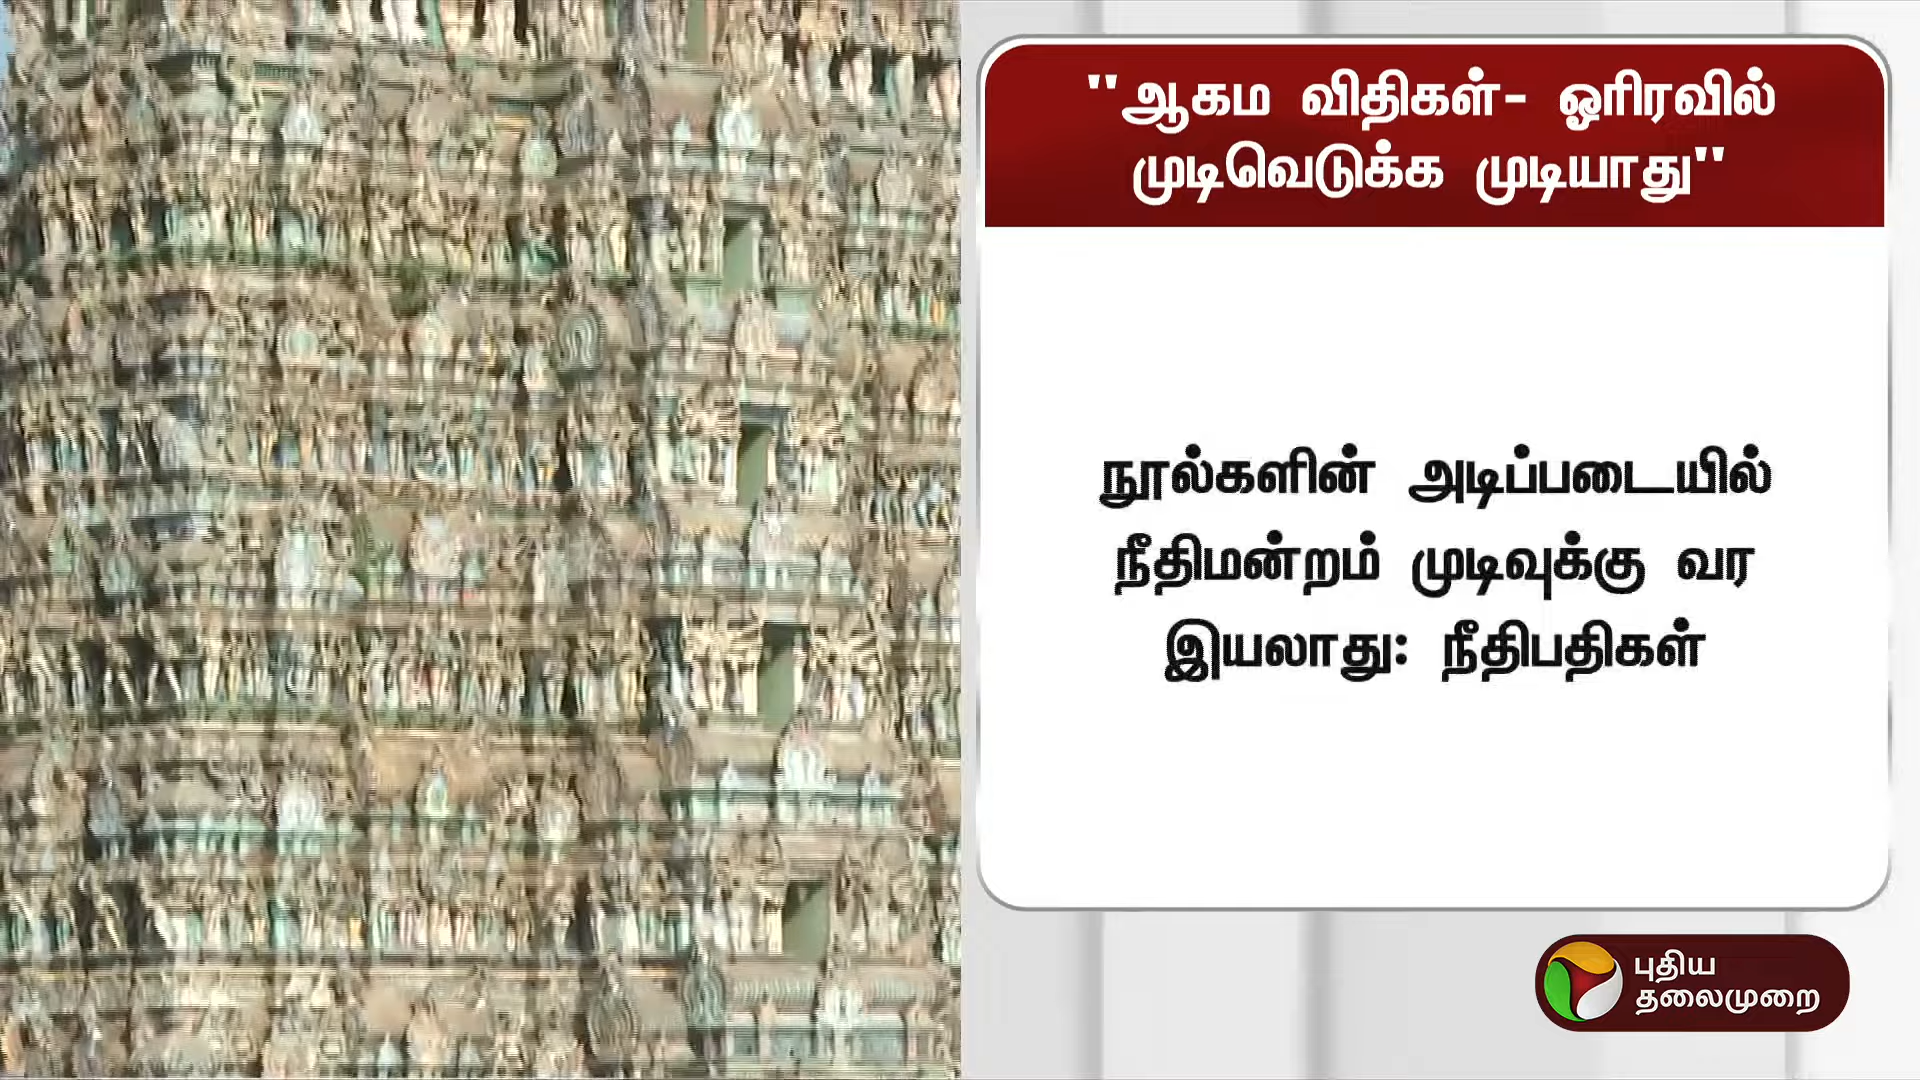 "ஆகம விதிகள்- ஓரிரவில்
முடிவெடுக்க முடியாது"
நூல்களின் அடிப்படையில்
நீதிமன்றம் முடிவுக்கு வர
இயலாது: நீதிபதிகள்
புதிய
தலைமுறை